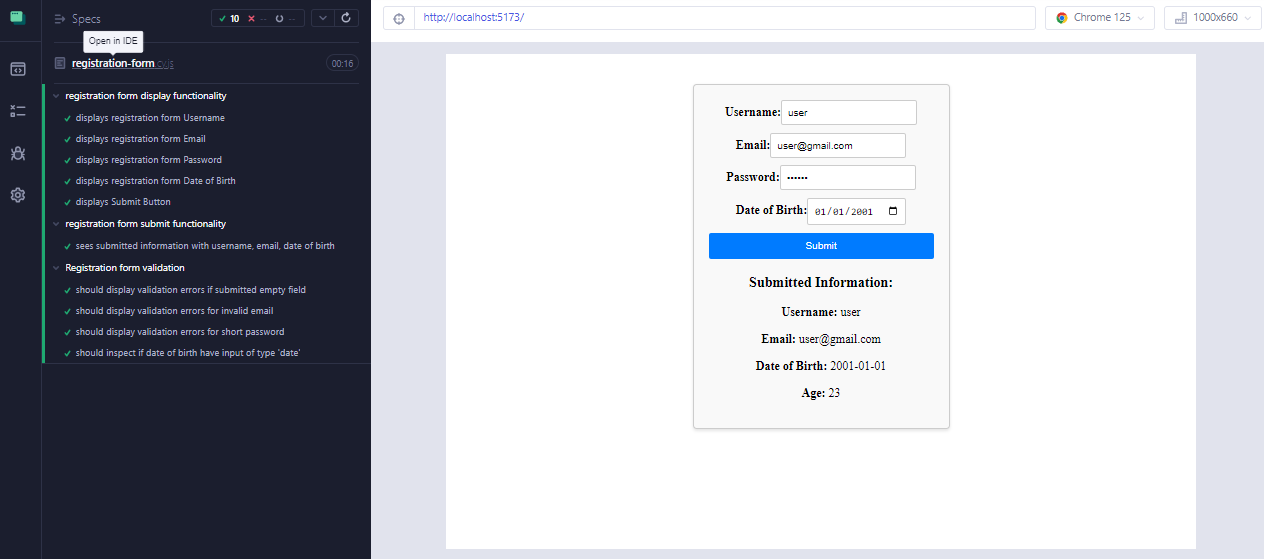 Specs
10 -- --
Open in IDE
registration-form.cy.js 00:16
registration form display functionality
displays registration form Username
displays registration form Email
displays registration form Password
displays registration form Date of Birth
displays Submit Button
registration form submit functionality
sees submitted information with username, email, date of birth
Registration form validation
should display validation errors if submitted empty field
should display validation errors for invalid email
should display validation errors for short password
should inspect if date of birth have input of type 'date'
http://localhost:5173/
Chrome 125
1000x660
Username: user
Email: user@gmail.com
Password: ••••••
Date of Birth: 01/01/2001
Submit
Submitted Information:
Username: user
Email: user@gmail.com
Date of Birth: 2001-01-01
Age: 23